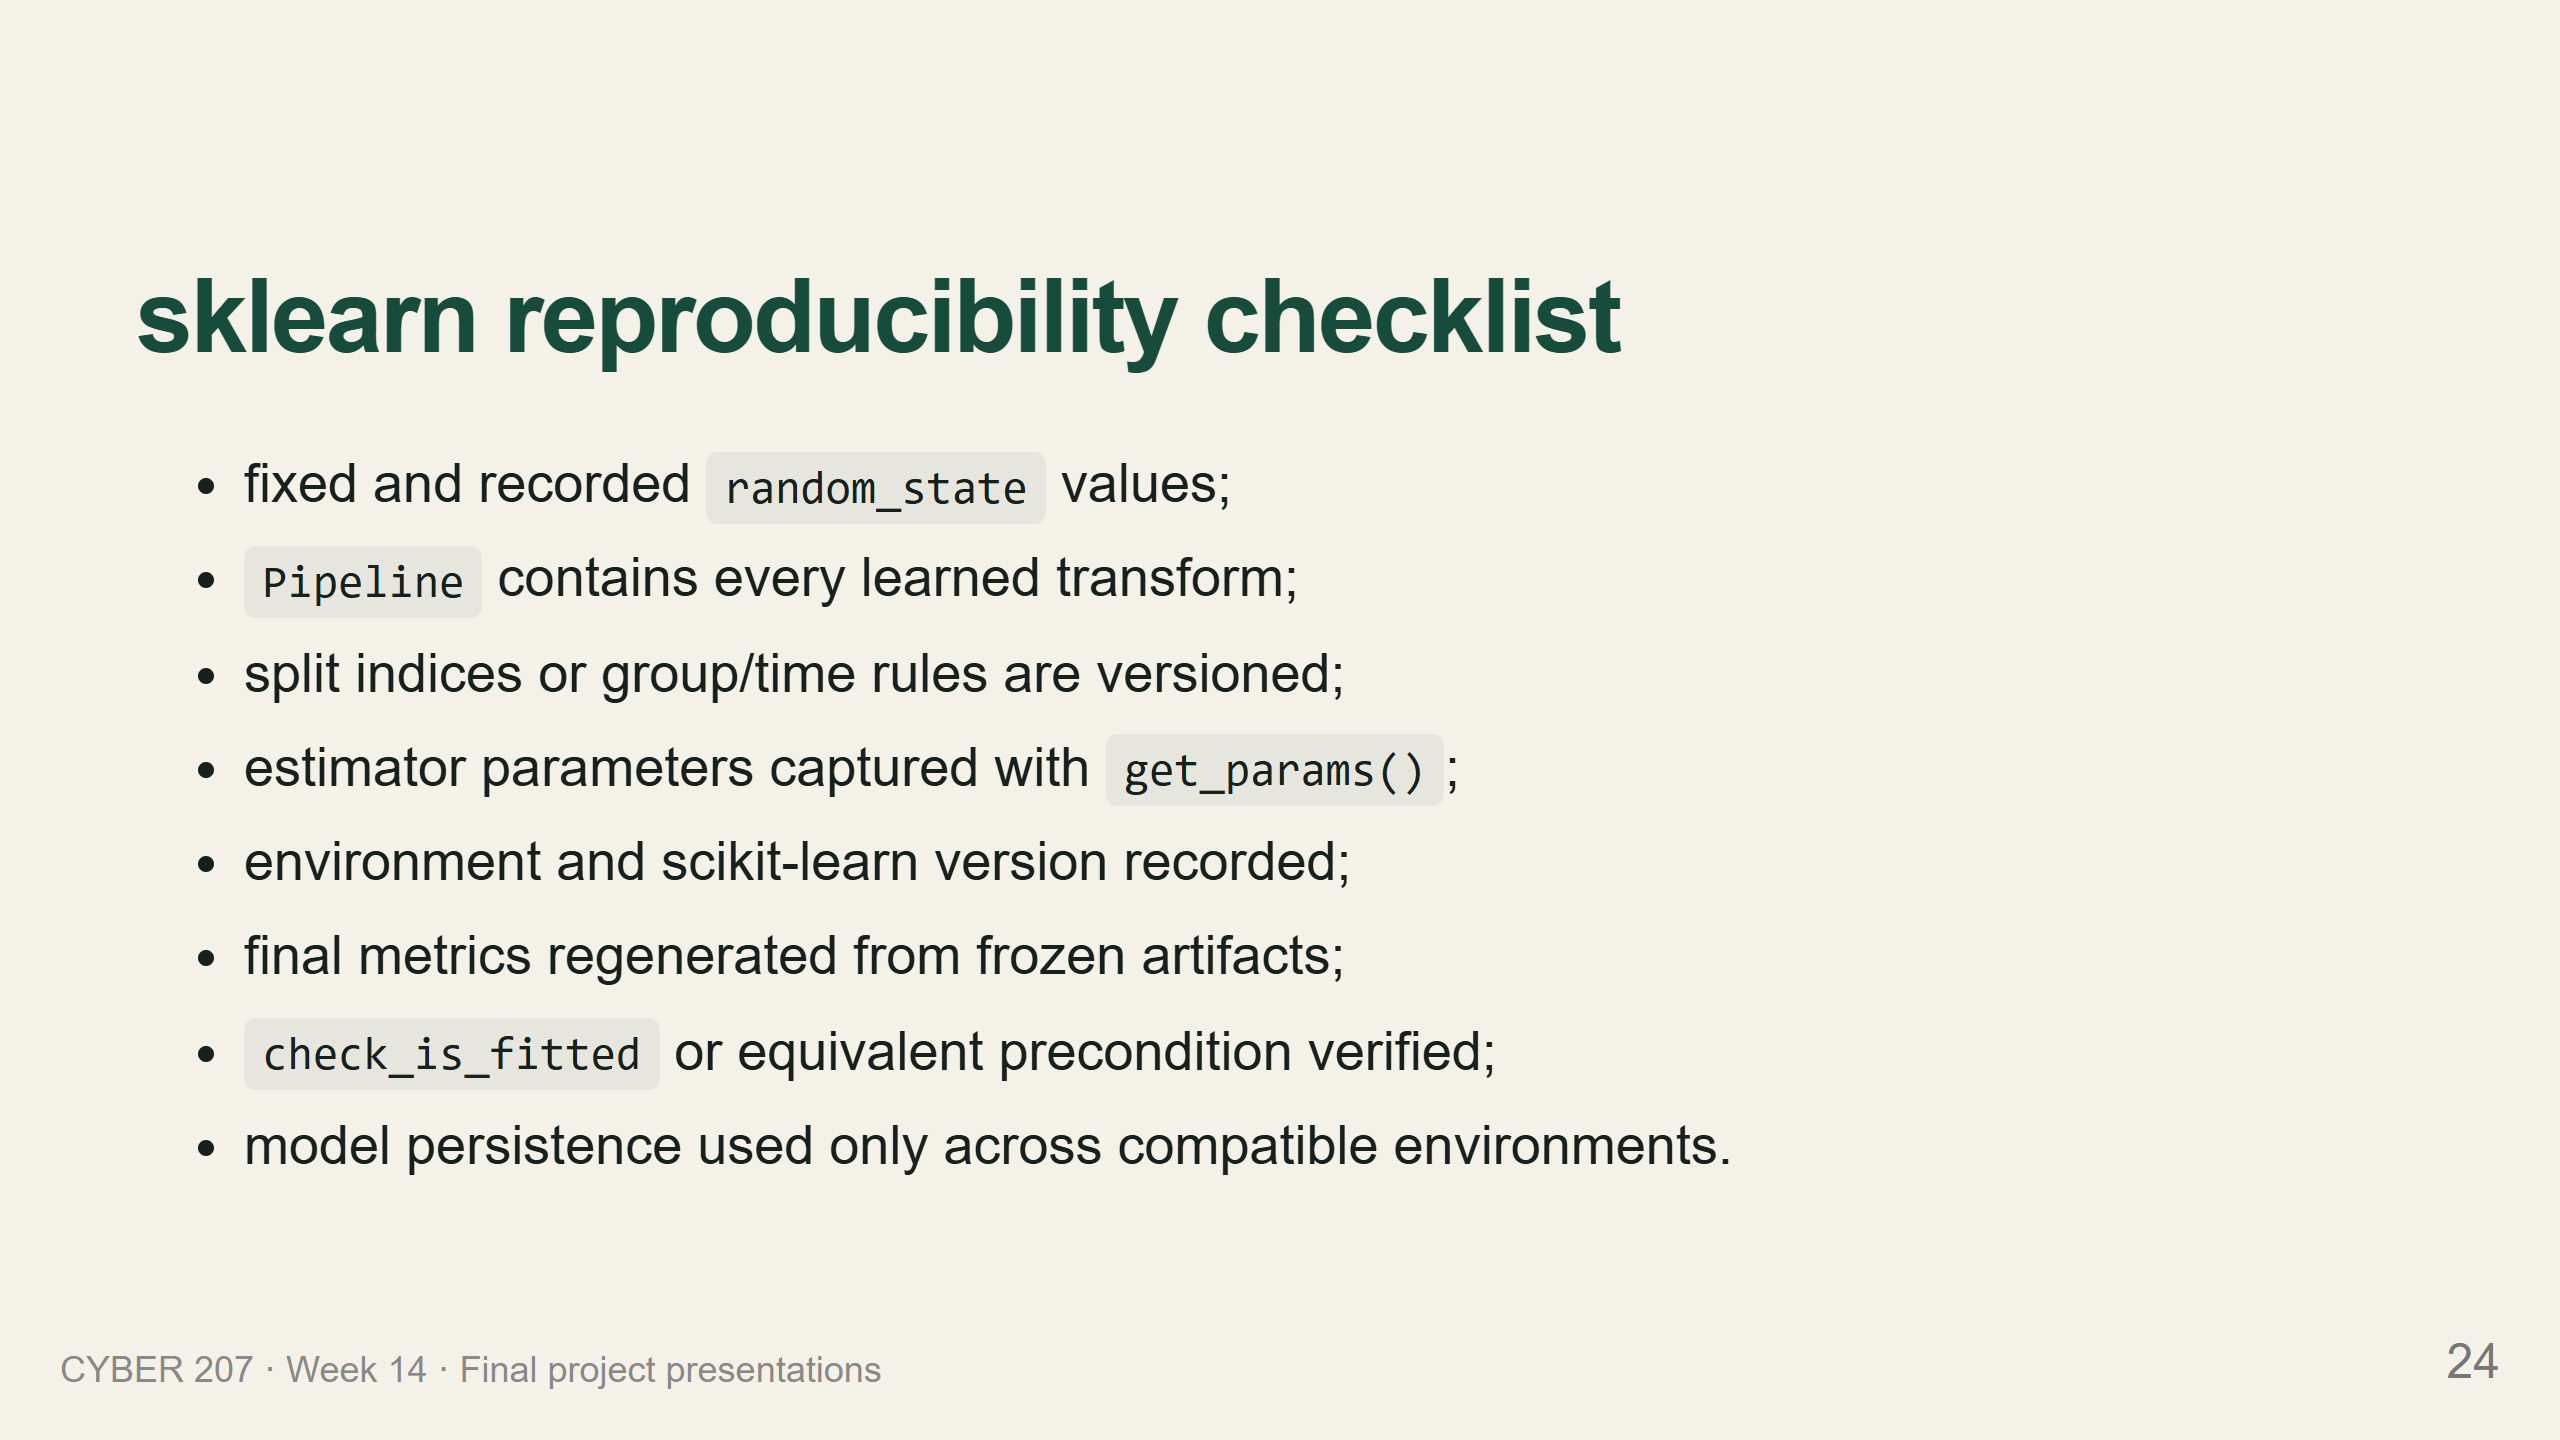 sklearn reproducibility checklist
• fixed and recorded random_state values;
• Pipeline contains every learned transform;
• split indices or group/time rules are versioned;
• estimator parameters captured with get_params();
• environment and scikit-learn version recorded;
• final metrics regenerated from frozen artifacts;
• check_is_fitted or equivalent precondition verified;
• model persistence used only across compatible environments.
CYBER 207 · Week 14 · Final project presentations
24